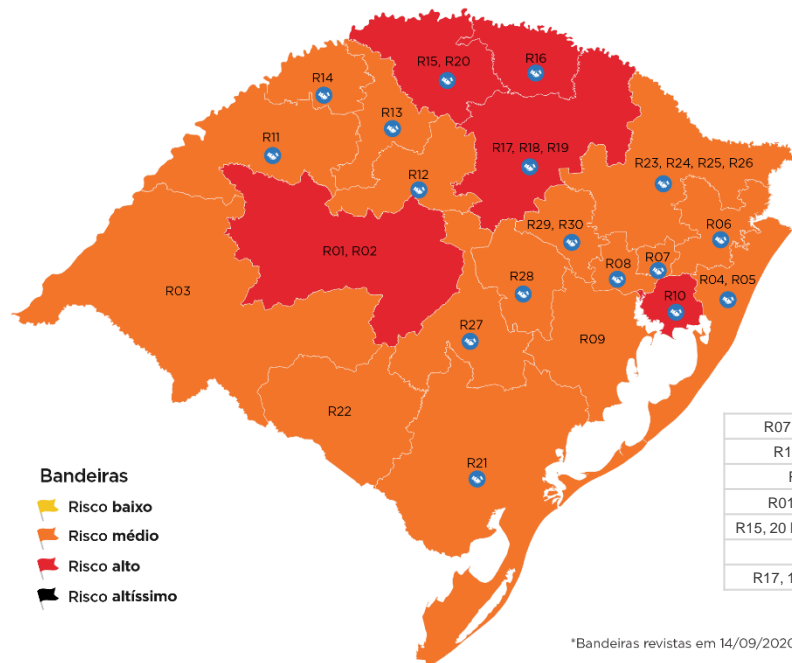 R15, R20
R16
R14
R13
R11
R17, R18, R19
R12
R23, R24, R25, R26
R29, R30
R06
R01, R02
R07
R08
R04, R05
R03
R28
R10
R27
R09
R22
R21
Bandeiras
Risco baixo
Risco médio
Risco alto
Risco altíssimo
R07
R1
R
R01
R15, 20
R17, 1
*Bandeiras revistas em 14/09/2020